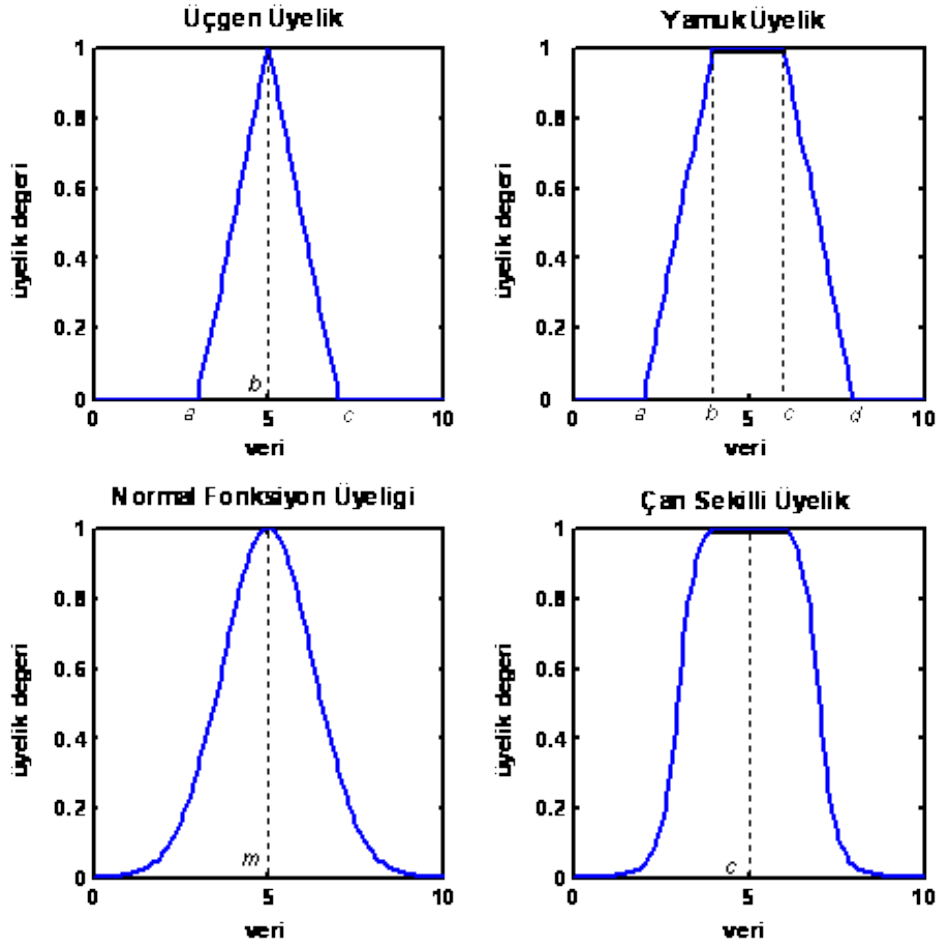 Üçgen Üyelik
1
0.8
0.6
0.4
0.2
0
üyelik degeri
b
0 a 5 c 10
veri
Yamuk Üyelik
1
0.8
0.6
0.4
0.2
0
üyelik degeri
0 a b 5 c d 10
veri
Normal Fonksiyon Üyeligi
1
0.8
0.6
0.4
0.2
0
üyelik degeri
m
0 5 10
veri
Çan Sekilli Üyelik
1
0.8
0.6
0.4
0.2
0
üyelik degeri
c
0 5 10
veri